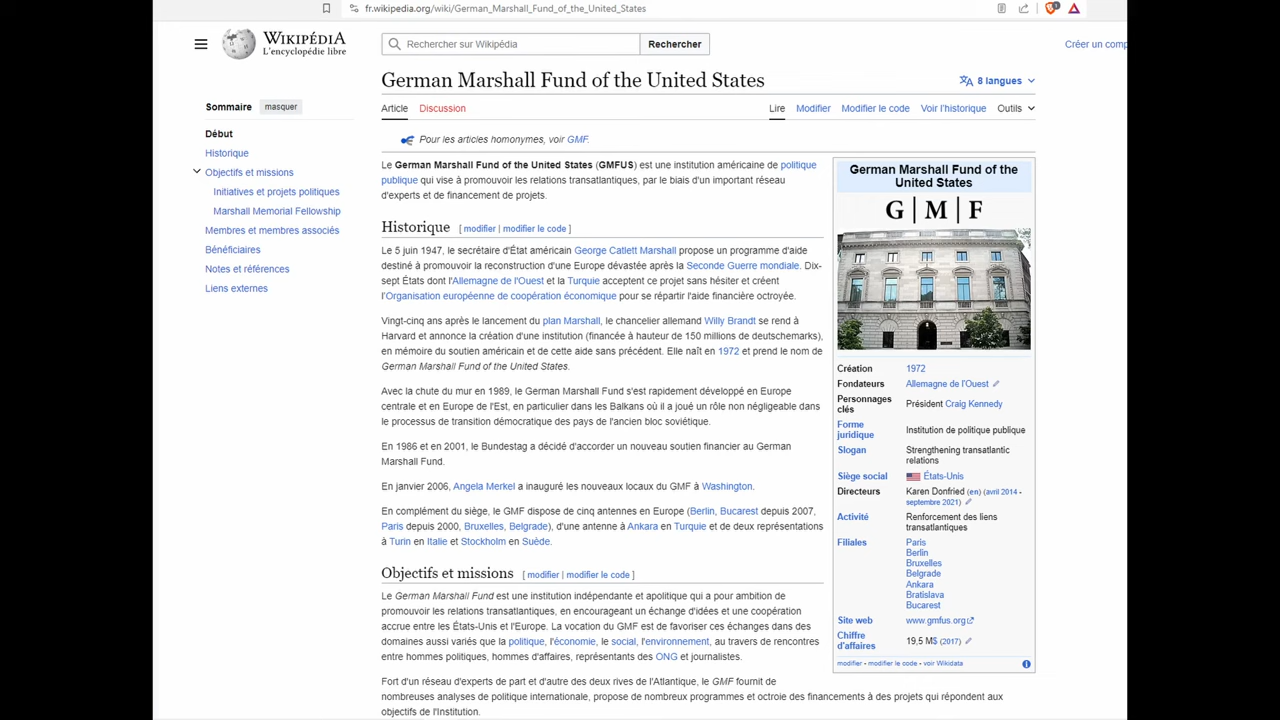 fr.wikipedia.org/wiki/German_Marshall_Fund_of_the_United_States
WIKIPÉDIA
L'encyclopédie libre
Rechercher sur Wikipédia
Rechercher
Créer un comp
German Marshall Fund of the United States
8 langues
Sommaire masquer
Début
Historique
Objectifs et missions
Initiatives et projets politiques
Marshall Memorial Fellowship
Membres et membres associés
Bénéficiaires
Notes et références
Liens externes
Article Discussion
Lire Modifier Modifier le code Voir l'historique Outils
Pour les articles homonymes, voir GMF.
Le German Marshall Fund of the United States (GMFUS) est une institution américaine de politique
publique qui vise à promouvoir les relations transatlantiques, par le biais d'un important réseau
d'experts et de financement de projets.
Historique [ modifier | modifier le code ]
Le 5 juin 1947, le secrétaire d'État américain George Catlett Marshall propose un programme d'aide
destiné à promouvoir la reconstruction d'une Europe dévastée après la Seconde Guerre mondiale. Dix-
sept États dont l'Allemagne de l'Ouest et la Turquie acceptent ce projet sans hésiter et créent
l'Organisation européenne de coopération économique pour se répartir l'aide financière octroyée.
Vingt-cinq ans après le lancement du plan Marshall, le chancelier allemand Willy Brandt se rend à
Harvard et annonce la création d'une institution (financée à hauteur de 150 millions de deutschemarks),
en mémoire du soutien américain et de cette aide sans précédent. Elle naît en 1972 et prend le nom de
German Marshall Fund of the United States.
Avec la chute du mur en 1989, le German Marshall Fund s'est rapidement développé en Europe
centrale et en Europe de l'Est, en particulier dans les Balkans où il a joué un rôle non négligeable dans
le processus de transition démocratique des pays de l'ancien bloc soviétique.
En 1986 et en 2001, le Bundestag a décidé d'accorder un nouveau soutien financier au German
Marshall Fund.
En janvier 2006, Angela Merkel a inauguré les nouveaux locaux du GMF à Washington.
En complément du siège, le GMF dispose de cinq antennes en Europe (Berlin, Bucarest depuis 2007,
Paris depuis 2000, Bruxelles, Belgrade), d'une antenne à Ankara en Turquie et de deux représentations
à Turin en Italie et Stockholm en Suède.
Objectifs et missions [ modifier | modifier le code ]
Le German Marshall Fund est une institution indépendante et apolitique qui a pour ambition de
promouvoir les relations transatlantiques, en encourageant un échange d'idées et une coopération
accrue entre les États-Unis et l'Europe. La vocation du GMF est de favoriser ces échanges dans des
domaines aussi variés que la politique, l'économie, le social, l'environnement, au travers de rencontres
entre hommes politiques, hommes d'affaires, représentants des ONG et journalistes.
Fort d'un réseau d'experts de part et d'autre des deux rives de l'Atlantique, le GMF fournit de
nombreuses analyses de politique internationale, propose de nombreux programmes et octroie des financements à des projets qui répondent aux
objectifs de l'Institution.
German Marshall Fund of the
United States
G | M | F
Création 1972
Fondateurs Allemagne de l'Ouest
Personnages
clés
Président Craig Kennedy
Forme
juridique
Institution de politique publique
Slogan Strengthening transatlantic
relations
Siège social États-Unis
Directeurs Karen Donfried (en) (avril 2014 -
septembre 2021)
Activité Renforcement des liens
transatlantiques
Filiales Paris
Berlin
Bruxelles
Belgrade
Ankara
Bratislava
Bucarest
Site web www.gmfus.org
Chiffre
d'affaires
19,5 M$ (2017)
modifier - modifier le code - voir Wikidata